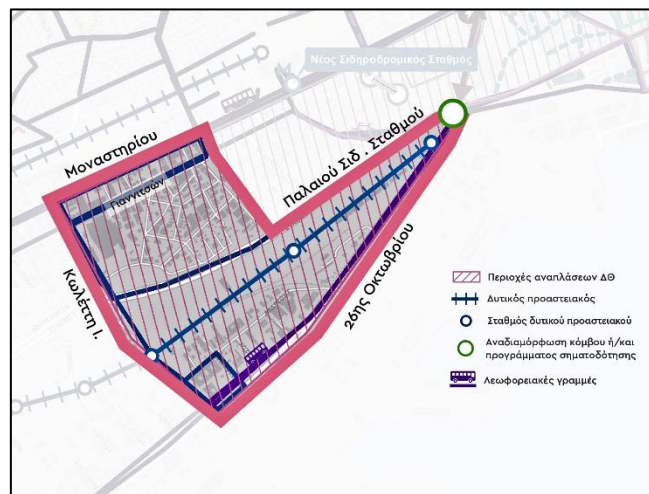 Νέος Σιδηροδρομικός Σταθμός
Μοναστηρίου
Γιαννιτσών
Παλαιού Σιδ . Σταθμού
Κωλέττη Ι.
26ης Οκτωβρίου
Περιοχές αναπλάσεων ΔΘ
Δυτικός προαστειακός
Σταθμός δυτικού προαστειακού
Αναδιαμόρφωση κόμβου ή/και
προγράμματος σηματοδότησης
Λεωφορειακές γραμμές